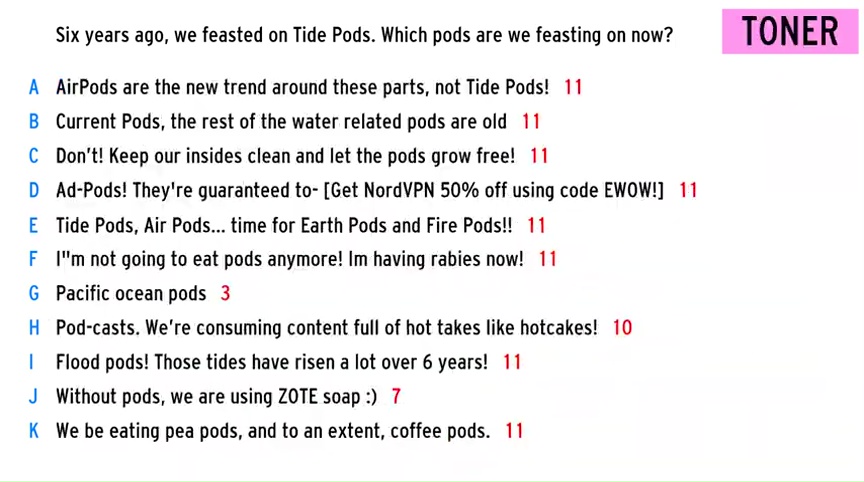 Six years ago, we feasted on Tide Pods. Which pods are we feasting on now?
TONER
A AirPods are the new trend around these parts, not Tide Pods! 11
B Current Pods, the rest of the water related pods are old 11
C Don't! Keep our insides clean and let the pods grow free! 11
D Ad-Pods! They're guaranteed to- [Get NordVPN 50% off using code EWOW!] 11
E Tide Pods, Air Pods... time for Earth Pods and Fire Pods!! 11
F I"m not going to eat pods anymore! Im having rabies now! 11
G Pacific ocean pods 3
H Pod-casts. We're consuming content full of hot takes like hotcakes! 10
I Flood pods! Those tides have risen a lot over 6 years! 11
J Without pods, we are using ZOTE soap :) 7
K We be eating pea pods, and to an extent, coffee pods. 11